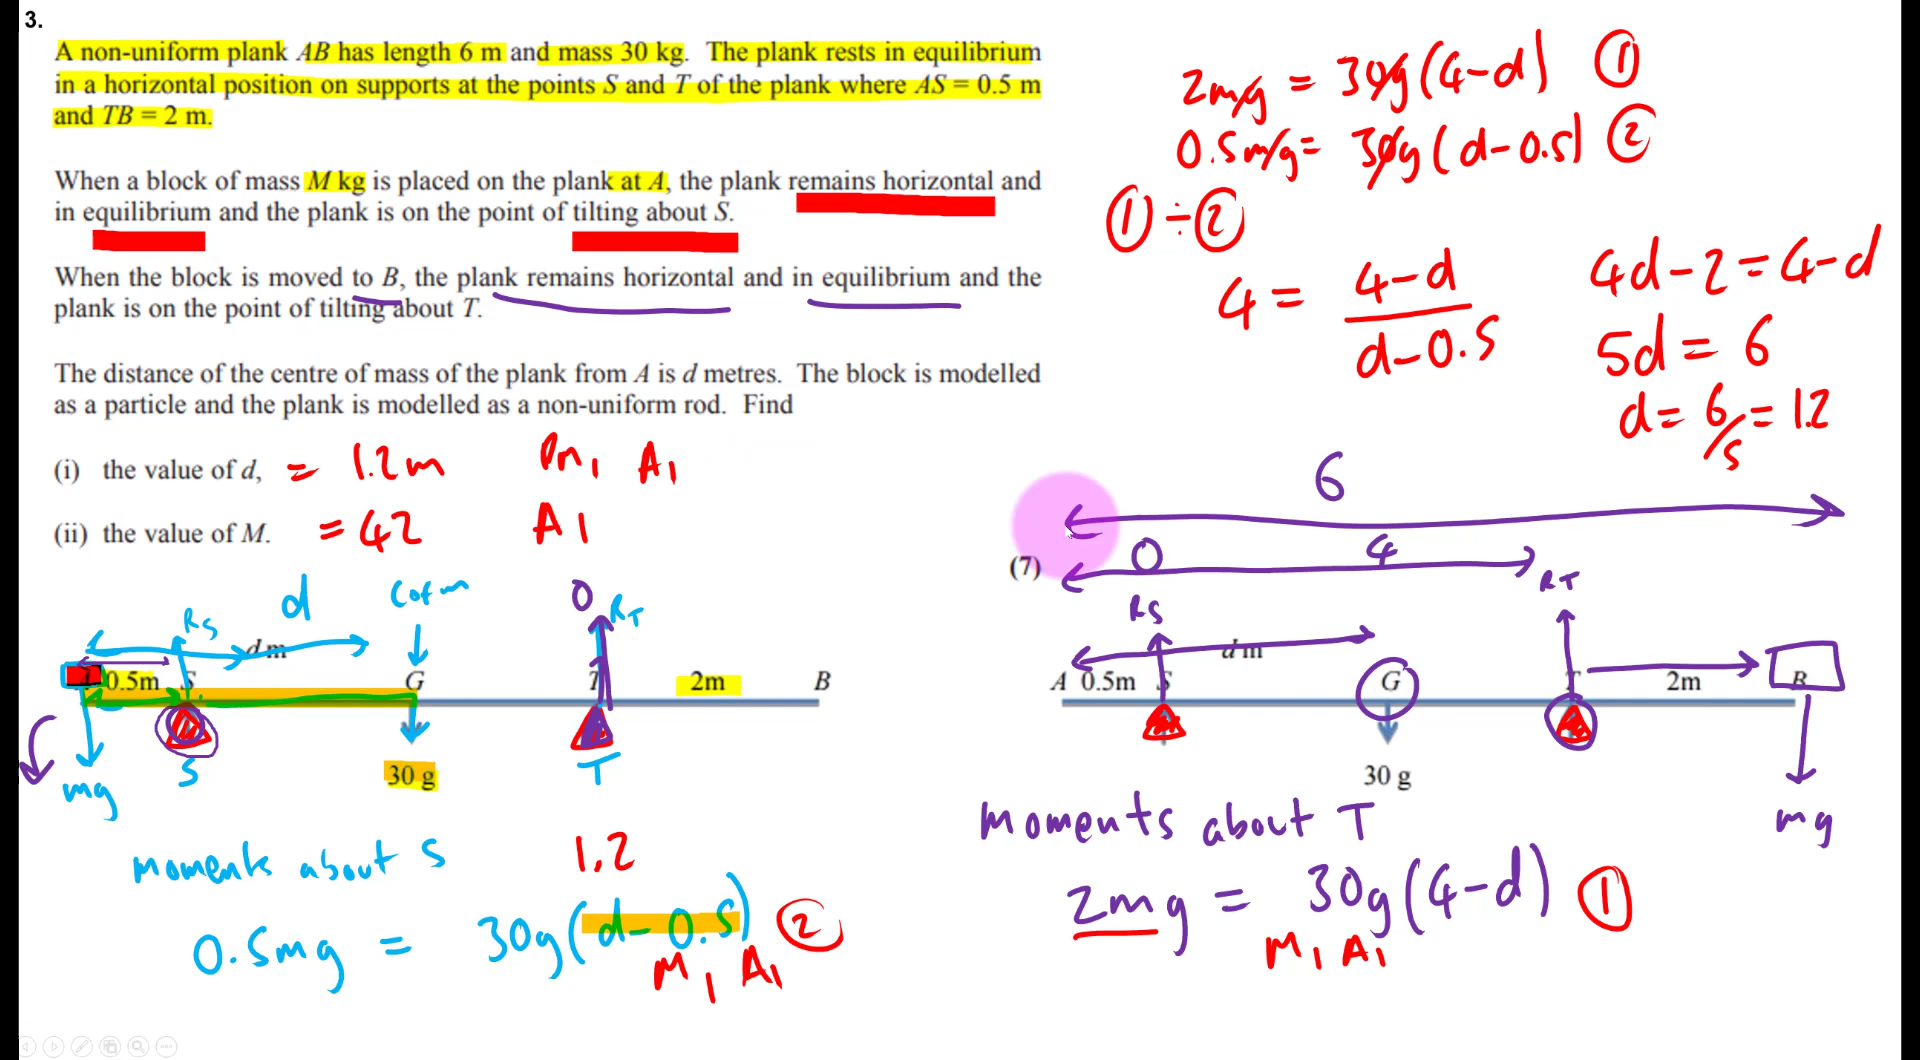 3.
A non-uniform plank AB has length 6 m and mass 30 kg. The plank rests in equilibrium
in a horizontal position on supports at the points S and T of the plank where AS = 0.5 m
and TB = 2 m.
When a block of mass M kg is placed on the plank at A, the plank remains horizontal and
in equilibrium and the plank is on the point of tilting about S.
When the block is moved to B, the plank remains horizontal and in equilibrium and the
plank is on the point of tilting about T.
The distance of the centre of mass of the plank from A is d metres. The block is modelled
as a particle and the plank is modelled as a non-uniform rod. Find
(i) the value of d, = 1.2m M1 A1
(ii) the value of M. = 42 A1
(7)
2mg = 30g(4-d) ①
0.5mg = 30g(d-0.5) ②
① ÷ ②
4 = 4-d / d-0.5
4d-2=4-d
5d = 6
d = 6/5 = 1.2
d
C of m
0
RS
RT
d m
0.5m S G T 2m B
mg
S
30 g
T
moments about S
1.2
0.5mg = 30g(d-0.5) ②
M1 A1
6
0
4
RS
RT
d m
A 0.5m S G T 2m B
30 g
mg
moments about T
2mg = 30g(4-d) ①
M1 A1